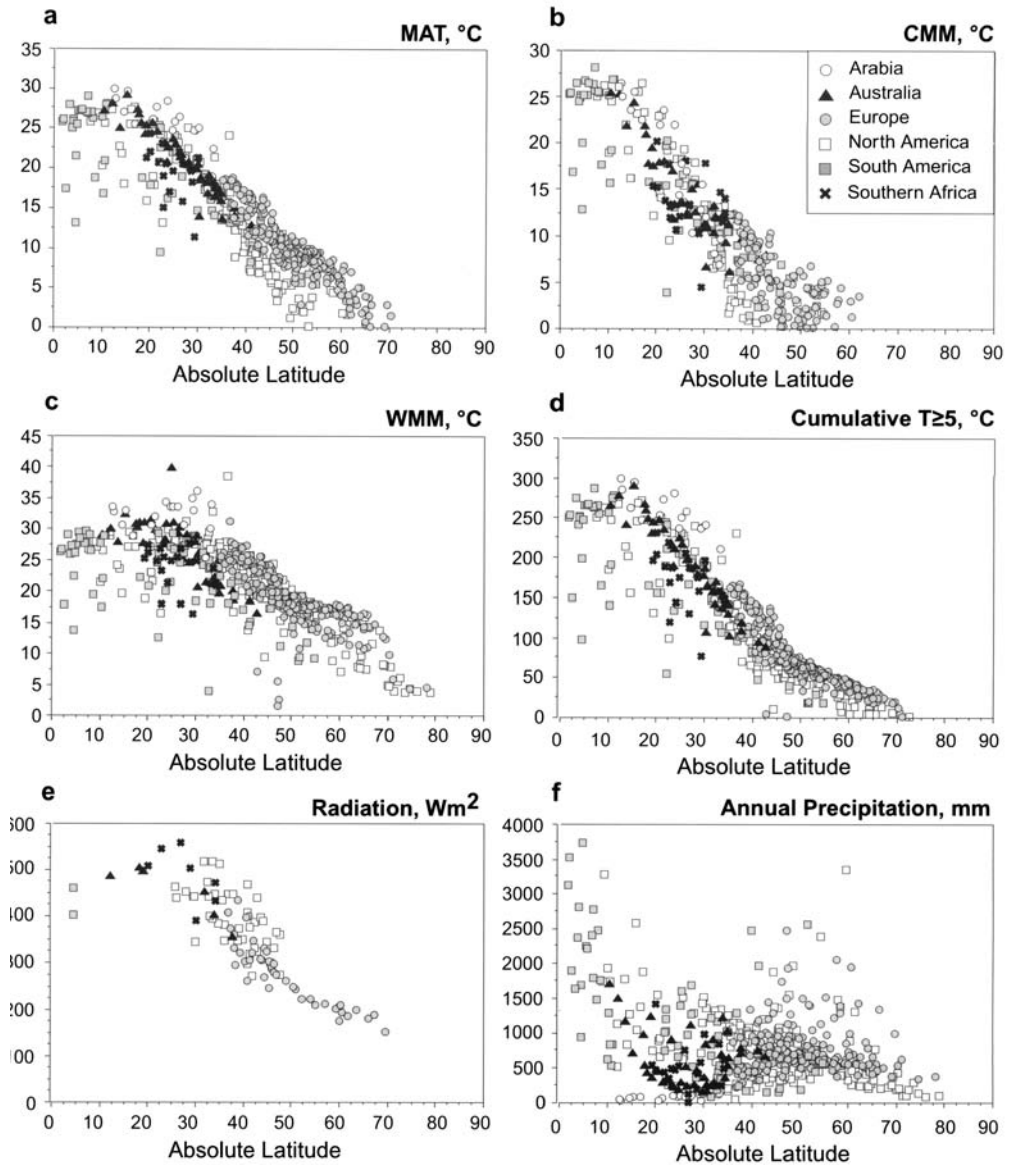 a
MAT, °C
35
30
25
20
15
10
5
0
0 10 20 30 40 50 60 70 80 90
Absolute Latitude
b
CMM, °C
30
25
20
15
10
5
0
0 10 20 30 40 50 60 70 80 90
Absolute Latitude
Arabia
Australia
Europe
North America
South America
Southern Africa
c
WMM, °C
45
40
35
30
25
20
15
10
5
0
0 10 20 30 40 50 60 70 80 90
Absolute Latitude
d
Cumulative T≥5, °C
350
300
250
200
150
100
50
0
0 10 20 30 40 50 60 70 80 90
Absolute Latitude
e
Radiation, Wm2
600
500
400
300
200
100
0
0 10 20 30 40 50 60 70 80 90
Absolute Latitude
f
Annual Precipitation, mm
4000
3500
3000
2500
2000
1500
1000
500
0
0 10 20 30 40 50 60 70 80 90
Absolute Latitude